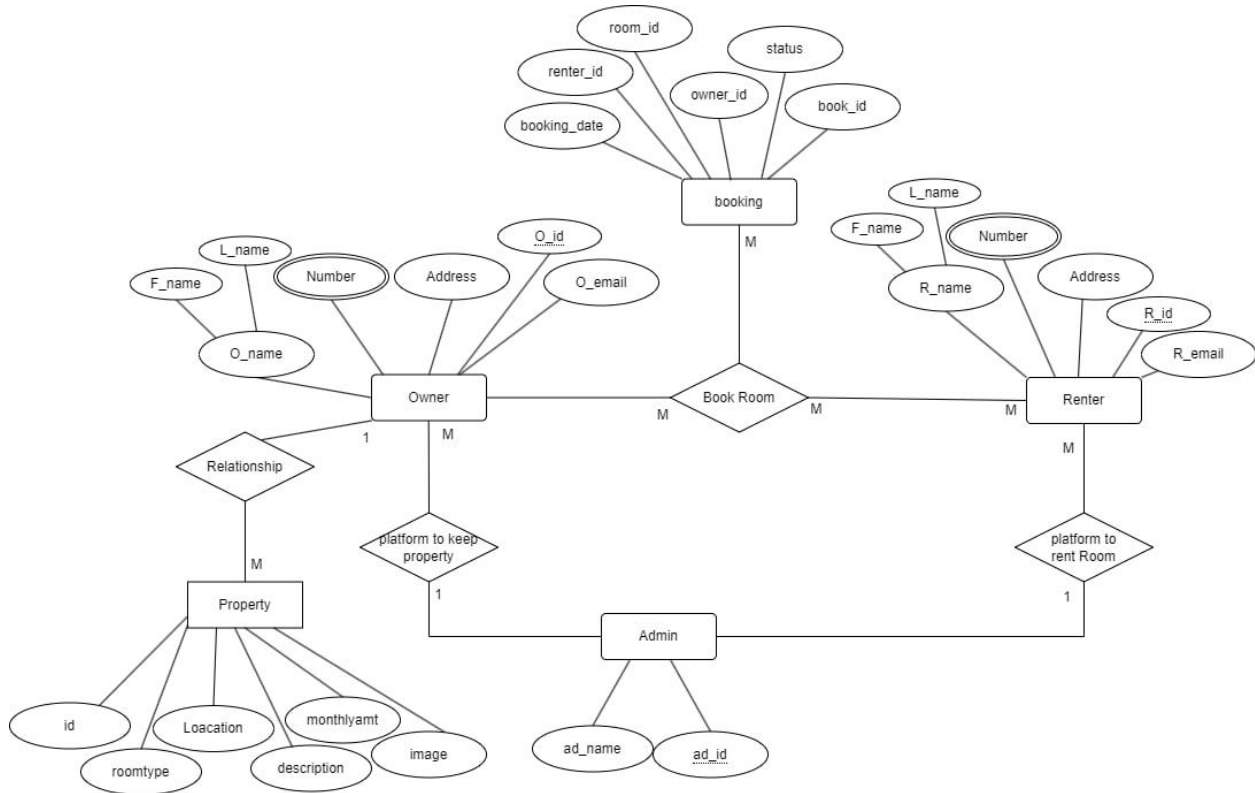 room_id
status
renter_id
owner_id
book_id
booking_date
booking
L_name
F_name
Number
R_name
Address
R_id
R_email
M
O_id
L_name
Number
Address
O_email
F_name
O_name
Owner
Book Room
Renter
M
M
M
1
M
M
Relationship
platform to keep
property
platform to
rent Room
M
1
1
Property
Admin
id
Loacation
monthlyamt
roomtype
description
image
ad_name
ad_id